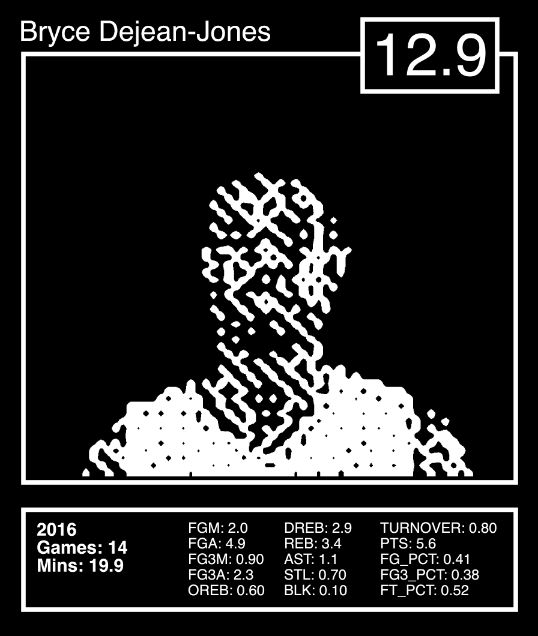 Bryce Dejean-Jones
12.9
2016
Games: 14
Mins: 19.9
FGM: 2.0
FGA: 4.9
FG3M: 0.90
FG3A: 2.3
OREB: 0.60
DREB: 2.9
REB: 3.4
AST: 1.1
STL: 0.70
BLK: 0.10
TURNOVER: 0.80
PTS: 5.6
FG_PCT: 0.41
FG3_PCT: 0.38
FT_PCT: 0.52